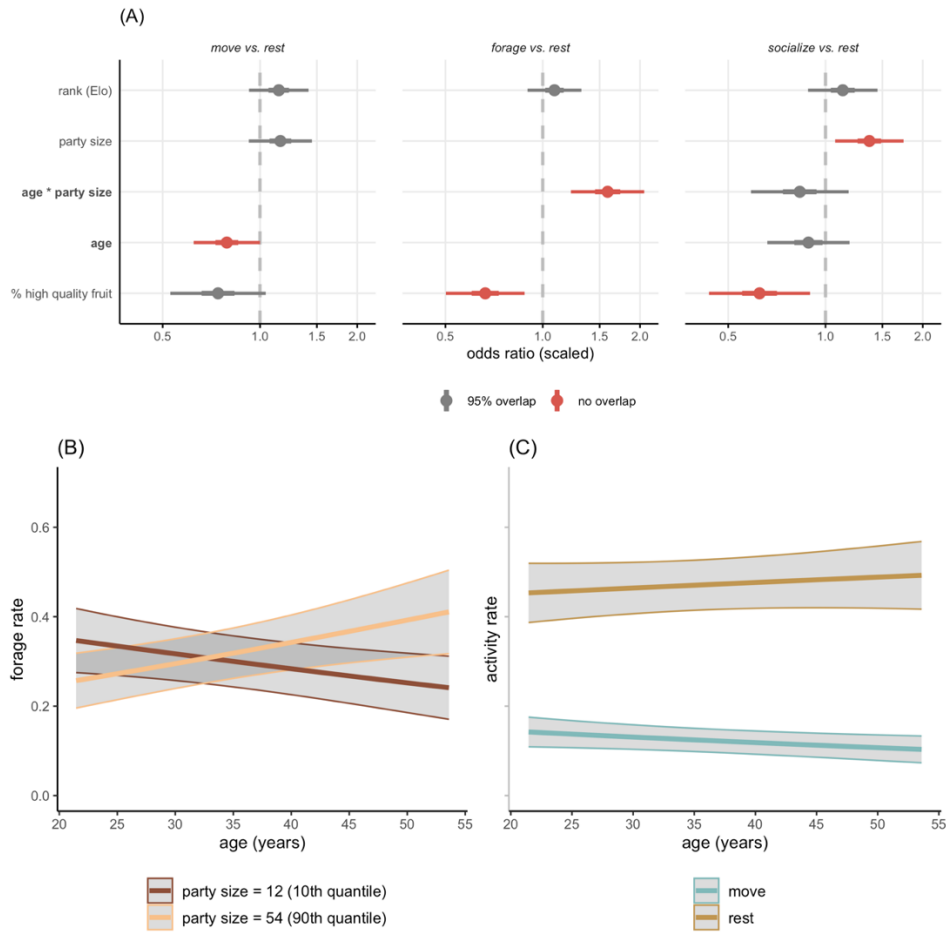 (A)
move vs. rest
forage vs. rest
socialize vs. rest
rank (Elo)
party size
age * party size
age
% high quality fruit
0.5 1.0 1.5 2.0
0.5 1.0 1.5 2.0
0.5 1.0 1.5 2.0
odds ratio (scaled)
95% overlap
no overlap
(B)
forage rate
0.6
0.4
0.2
0.0
20 25 30 35 40 45 50 55
age (years)
party size = 12 (10th quantile)
party size = 54 (90th quantile)
(C)
activity rate
20 25 30 35 40 45 50 55
age (years)
move
rest